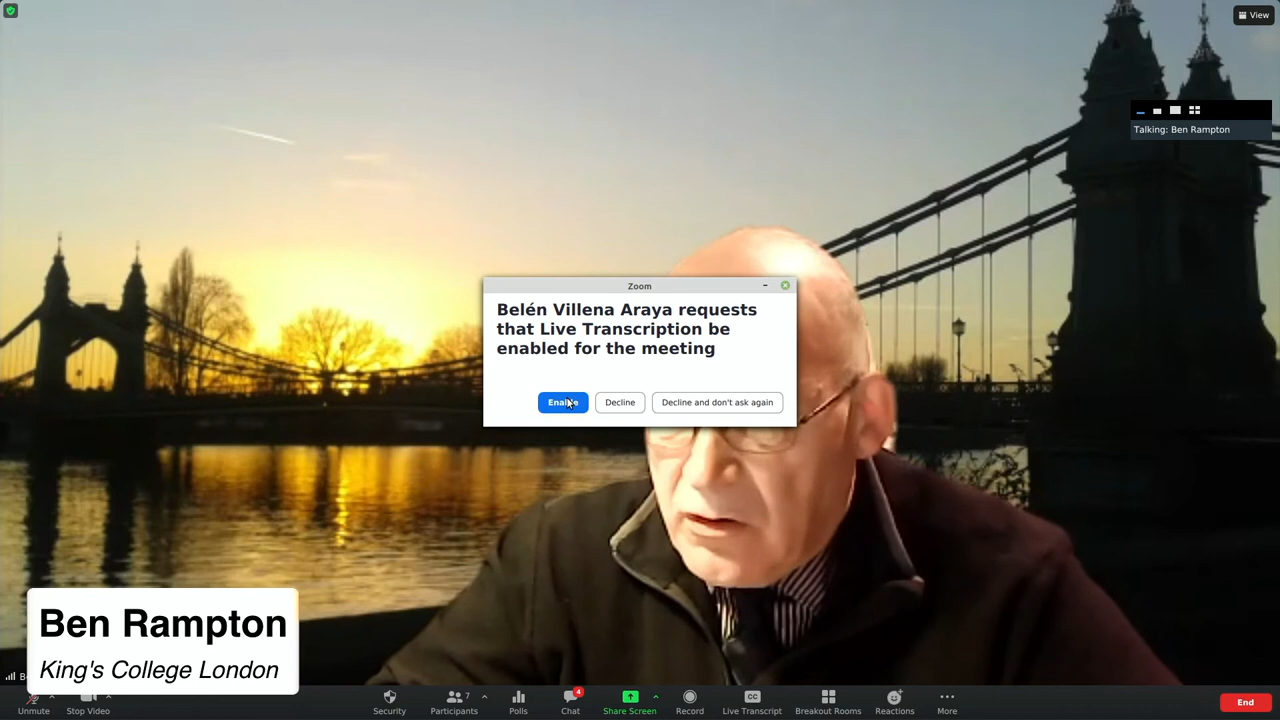 View
Talking: Ben Rampton
Zoom
Belén Villena Araya requests
that Live Transcription be
enabled for the meeting
Decline
Decline and don't ask again
Ben Rampton
King's College London
Unmute
Stop Video
Security
7
Participants
Polls
4
Chat
Share Screen
Record
CC
Live Transcript
Breakout Rooms
Reactions
More
End